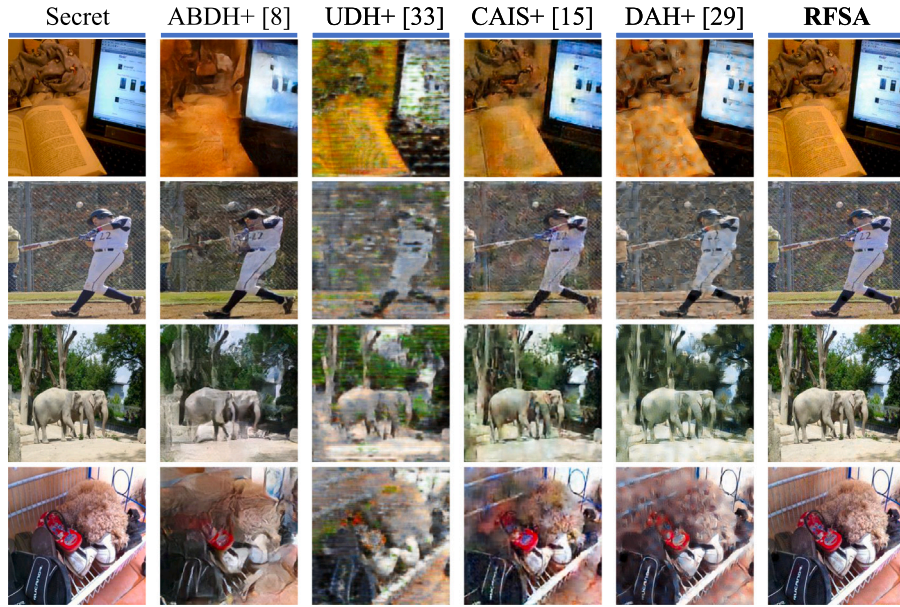 Secret ABDH+ [8] UDH+ [33] CAIS+ [15] DAH+ [29] RFSA